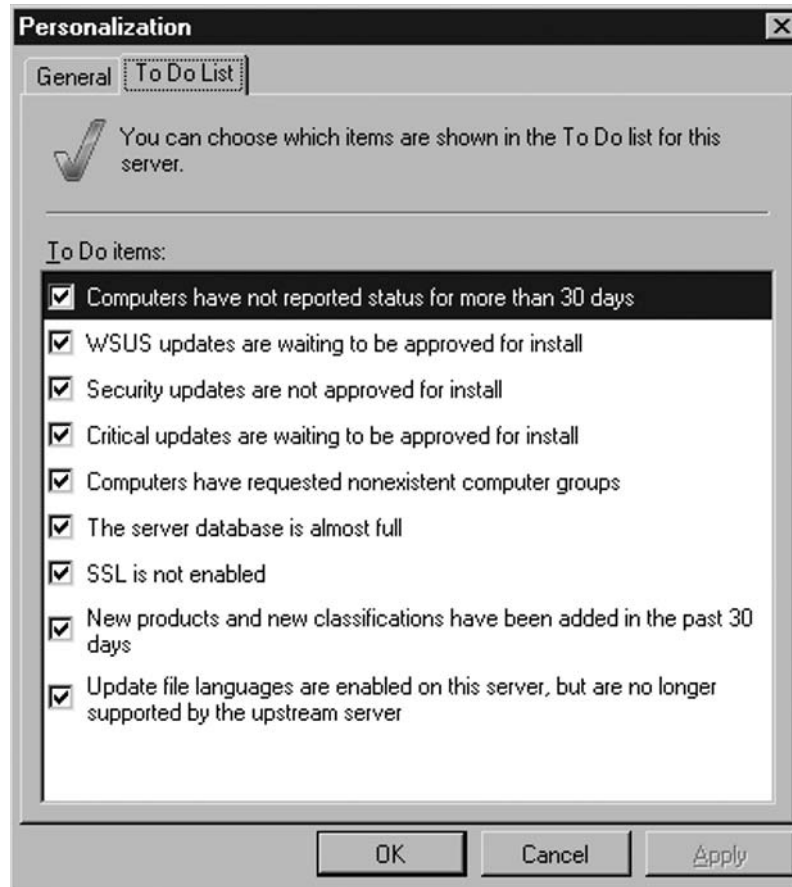 Personalization
General
To Do List
You can choose which items are shown in the To Do list for this
server.
To Do items:
Computers have not reported status for more than 30 days
WSUS updates are waiting to be approved for install
Security updates are not approved for install
Critical updates are waiting to be approved for install
Computers have requested nonexistent computer groups
The server database is almost full
SSL is not enabled
New products and new classifications have been added in the past 30
days
Update file languages are enabled on this server, but are no longer
supported by the upstream server
OK
Cancel
Apply